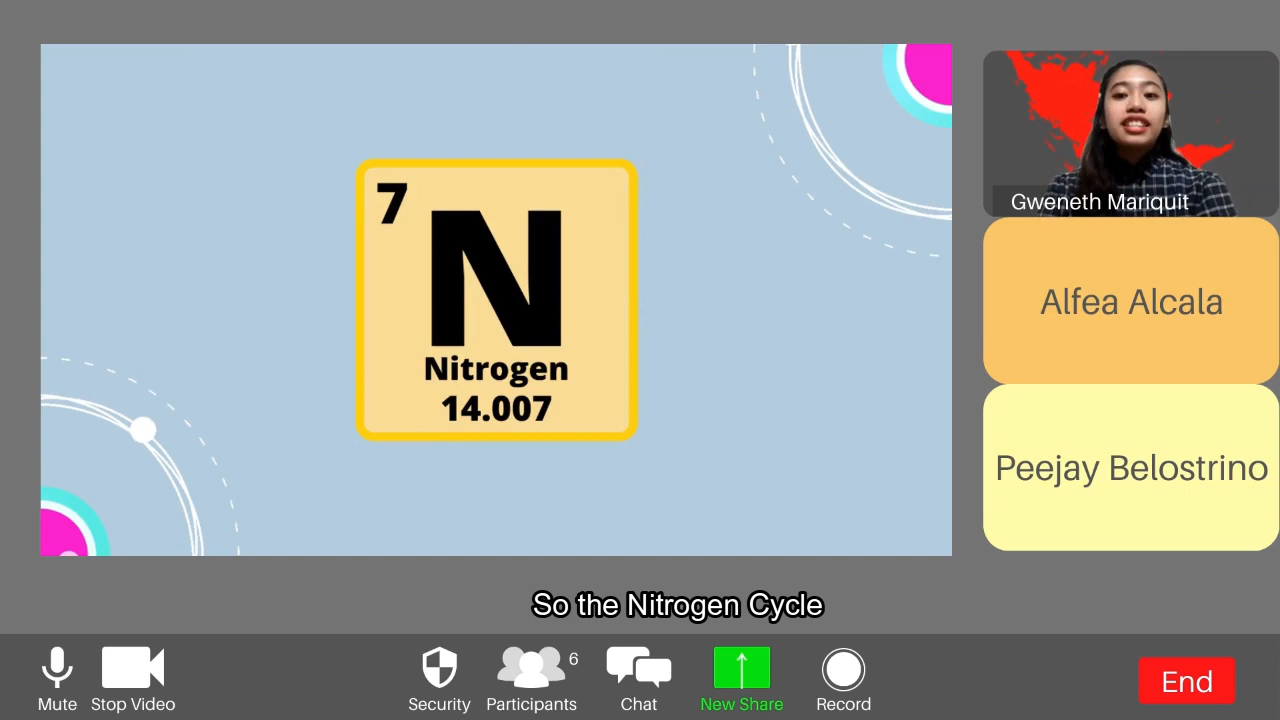 7
N
Nitrogen
14.007
Gweneth Mariquit
Alfea Alcala
Peejay Belostrino
So the Nitrogen Cycle
Mute
Stop Video
Security
Participants
6
Chat
New Share
Record
End